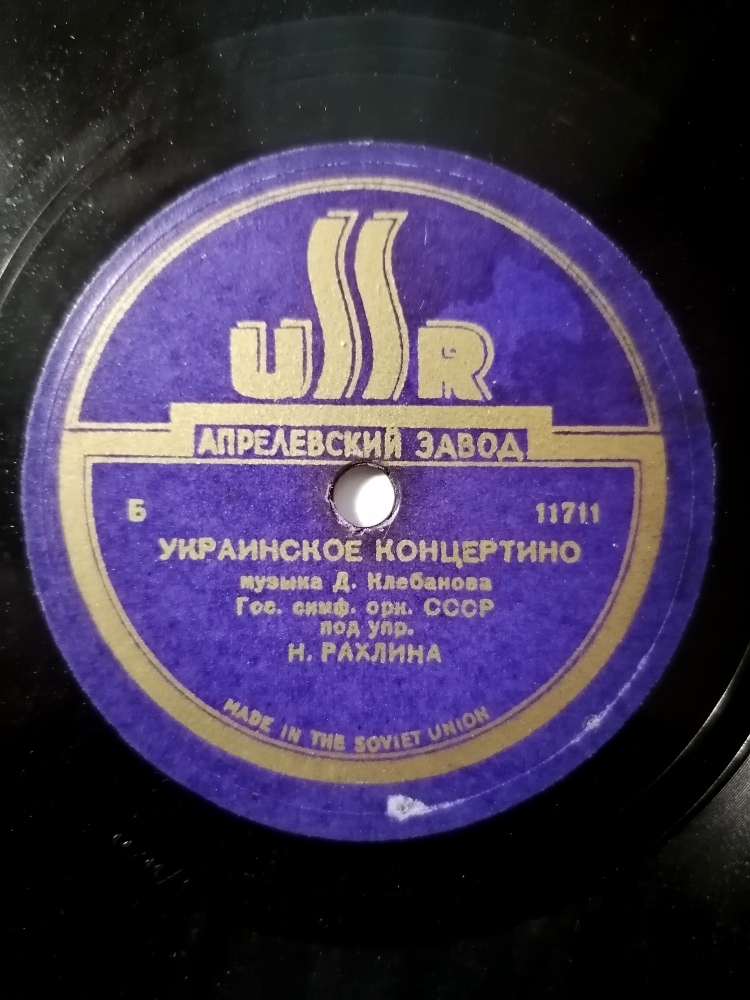 USSR
АПРЕЛЕВСКИЙ ЗАВОД
Б 11711
УКРАИНСКОЕ КОНЦЕРТИНО
музыка Д. Клебанова
Гос. симф. орк. СССР
под упр.
Н. РАХЛИНА
MADE IN THE SOVIET UNION